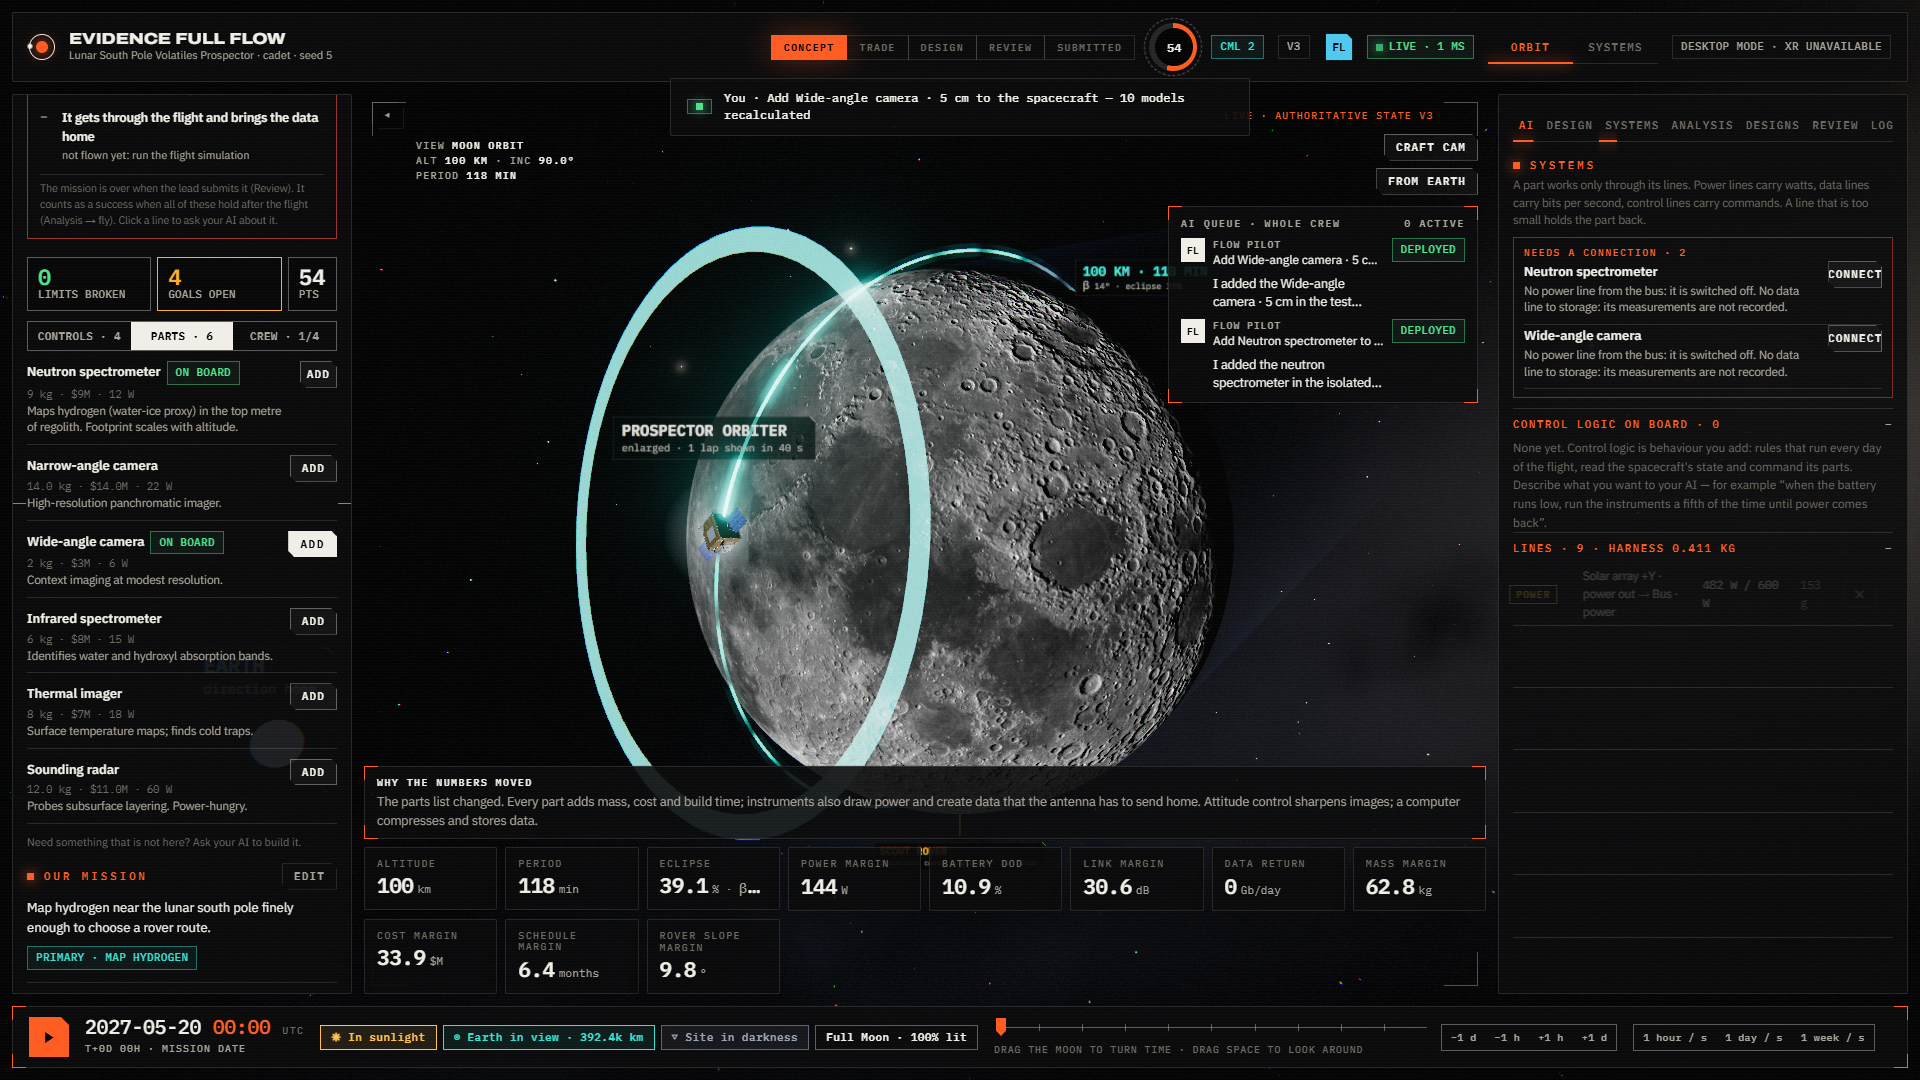 EVIDENCE FULL FLOW
Lunar South Pole Volatiles Prospector · cadet · seed 5
CONCEPT
TRADE
DESIGN
REVIEW
SUBMITTED
54
CML 2
V3
FL
LIVE · 1 MS
ORBIT
SYSTEMS
DESKTOP MODE · XR UNAVAILABLE
You · Add Wide-angle camera · 5 cm to the spacecraft — 10 models
recalculated
— It gets through the flight and brings the data
home
not flown yet: run the flight simulation
The mission is over when the lead submits it (Review). It
counts as a success when all of these hold after the flight
(Analysis → fly). Click a line to ask your AI about it.
0
LIMITS BROKEN
4
GOALS OPEN
54
PTS
CONTROLS · 4
PARTS · 6
CREW · 1/4
Neutron spectrometer
ON BOARD
ADD
9 kg · $9M · 12 W
Maps hydrogen (water-ice proxy) in the top metre
of regolith. Footprint scales with altitude.
Narrow-angle camera
ADD
14.0 kg · $14.0M · 22 W
High-resolution panchromatic imager.
Wide-angle camera
ON BOARD
ADD
2 kg · $3M · 6 W
Context imaging at modest resolution.
Infrared spectrometer
ADD
6 kg · $8M · 15 W
Identifies water and hydroxyl absorption bands.
EARTH
direction
Thermal imager
ADD
8 kg · $7M · 18 W
Surface temperature maps; finds cold traps.
Sounding radar
ADD
12.0 kg · $11.0M · 60 W
Probes subsurface layering. Power-hungry.
Need something that is not here? Ask your AI to build it.
OUR MISSION
EDIT
Map hydrogen near the lunar south pole finely
enough to choose a rover route.
PRIMARY · MAP HYDROGEN
VIEW MOON ORBIT
ALT 100 KM · INC 90.0°
PERIOD 118 MIN
· AUTHORITATIVE STATE V3
CRAFT CAM
FROM EARTH
100 KM · 118 MIN
β 14° · eclipse
PROSPECTOR ORBITER
enlarged · 1 lap shown in 40 s
AI QUEUE · WHOLE CREW
0 ACTIVE
FL
FLOW PILOT
Add Wide-angle camera · 5 c...
DEPLOYED
I added the Wide-angle
camera · 5 cm in the test...
FL
FLOW PILOT
Add Neutron spectrometer to ...
DEPLOYED
I added the neutron
spectrometer in the isolated...
WHY THE NUMBERS MOVED
The parts list changed. Every part adds mass, cost and build time; instruments also draw power and create data that the antenna has to send home. Attitude control sharpens images; a computer
compresses and stores data.
SCOUT ROVER
ALTITUDE
100 km
PERIOD
118 min
ECLIPSE
39.1 % · β...
POWER MARGIN
144 W
BATTERY DOD
10.9 %
LINK MARGIN
30.6 dB
DATA RETURN
0 Gb/day
MASS MARGIN
62.8 kg
COST MARGIN
33.9 $M
SCHEDULE
MARGIN
6.4 months
ROVER SLOPE
MARGIN
9.8 °
AI
DESIGN
SYSTEMS
ANALYSIS
DESIGNS
REVIEW
LOG
SYSTEMS
A part works only through its lines. Power lines carry watts, data lines
carry bits per second, control lines carry commands. A line that is too
small holds the part back.
NEEDS A CONNECTION · 2
Neutron spectrometer
No power line from the bus: it is switched off. No data
line to storage: its measurements are not recorded.
CONNECT
Wide-angle camera
No power line from the bus: it is switched off. No data
line to storage: its measurements are not recorded.
CONNECT
CONTROL LOGIC ON BOARD · 0
–
None yet. Control logic is behaviour you add: rules that run every day
of the flight, read the spacecraft's state and command its parts.
Describe what you want to your AI — for example “when the battery
runs low, run the instruments a fifth of the time until power comes
back”.
LINES · 9 · HARNESS 0.411 KG
–
POWER
Solar array +Y ·
power out → Bus ·
power
482 W / 600
W
153
g
×
2027-05-20 00:00 UTC
T+0D 00H · MISSION DATE
In sunlight
Earth in view · 392.4k km
Site in darkness
Full Moon · 100% lit
DRAG THE MOON TO TURN TIME · DRAG SPACE TO LOOK AROUND
−1 d
−1 h
+1 h
+1 d
1 hour / s
1 day / s
1 week / s